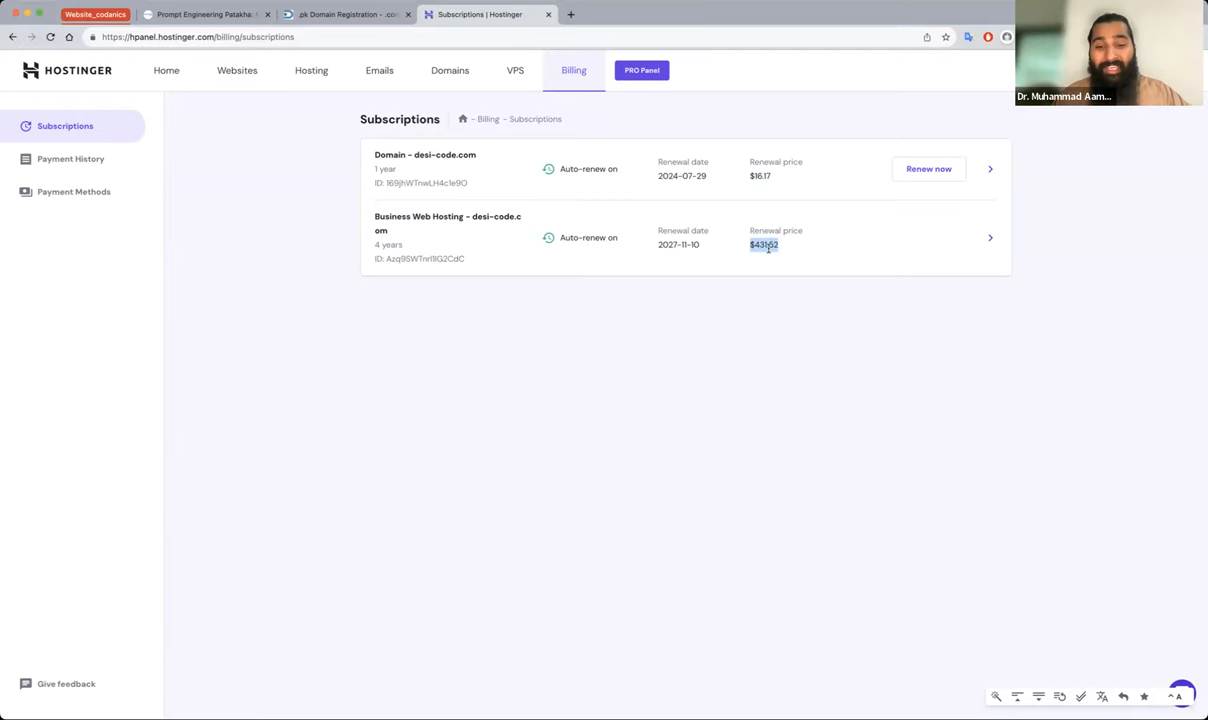 Website_codanics
Prompt Engineering Patakha:
.pk Domain Registration - .co
Subscriptions | Hostinger
https://hpanel.hostinger.com/billing/subscriptions
HOSTINGER
Home Websites Hosting Emails Domains VPS Billing PRO Panel
Dr. Muhammad Aam...
Subscriptions
Payment History
Payment Methods
Subscriptions - Billing - Subscriptions
Domain - desi-code.com
1 year
ID: 169jhWTnwLH4c1e9O
Auto-renew on
Renewal date
2024-07-29
Renewal price
$16.17
Renew now
Business Web Hosting - desi-code.c
om
4 years
ID: Azq9SWTnrl1IG2CdC
Auto-renew on
Renewal date
2027-11-10
Renewal price
$431.52
Give feedback
A